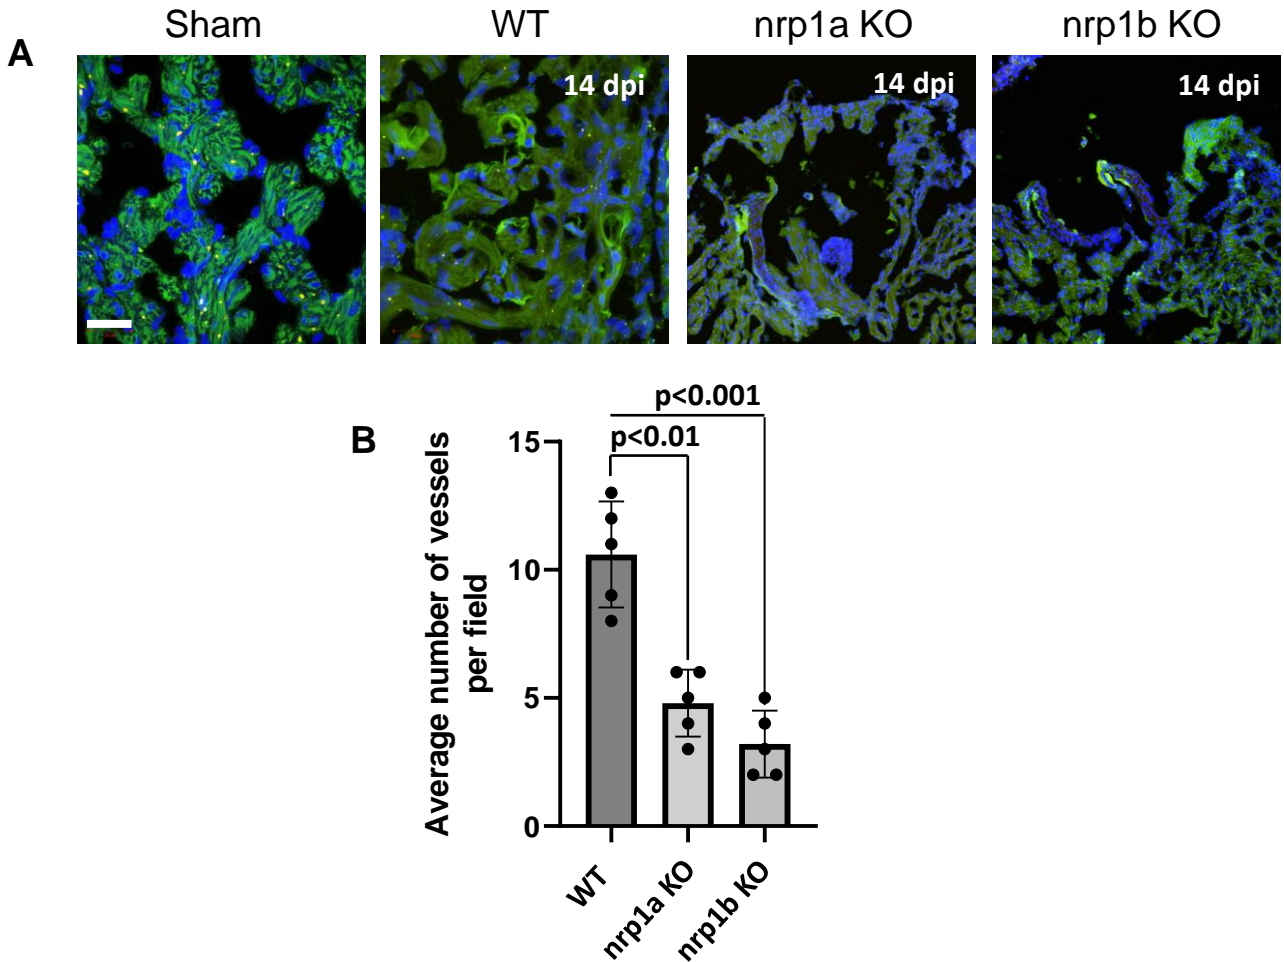 A
Sham
WT
nrp1a KO
nrp1b KO
14 dpi
14 dpi
14 dpi
B
p<0.001
p<0.01
Average number of vessels
per field
15
10
5
0
WT
nrp1a KO
nrp1b KO